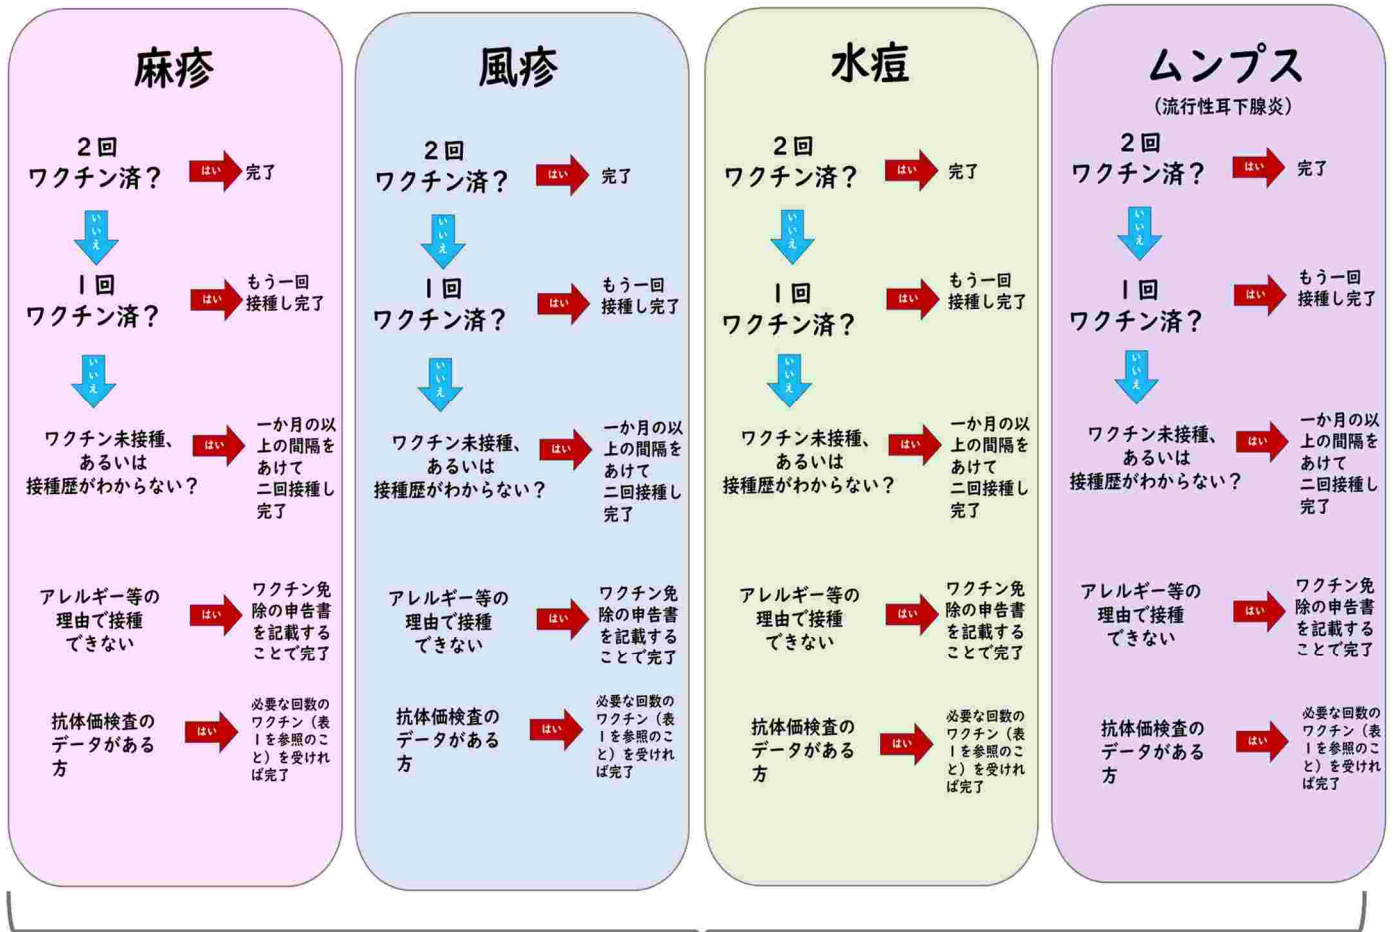 麻疹
2回
ワクチン済？
はい
完了
いいえ
1回
ワクチン済？
はい
もう一回
接種し完了
いいえ
ワクチン未接種、
あるいは
接種歴がわからない？
はい
一か月の以
上の間隔を
あけて
二回接種し
完了
アレルギー等の
理由で接種
できない
はい
ワクチン免
除の申告書
を記載する
ことで完了
抗体価検査の
データがある
方
はい
必要な回数の
ワクチン（表
1を参照のこ
と）を受けれ
ば完了
風疹
2回
ワクチン済？
はい
完了
いいえ
1回
ワクチン済？
はい
もう一回
接種し完了
いいえ
ワクチン未接種、
あるいは
接種歴がわからない？
はい
一か月の以
上の間隔を
あけて
二回接種し
完了
アレルギー等の
理由で接種
できない
はい
ワクチン免
除の申告書
を記載する
ことで完了
抗体価検査の
データがある
方
はい
必要な回数の
ワクチン（表
1を参照のこ
と）を受けれ
ば完了
水痘
2回
ワクチン済？
はい
完了
いいえ
1回
ワクチン済？
はい
もう一回
接種し完了
いいえ
ワクチン未接種、
あるいは
接種歴がわからない？
はい
一か月の以
上の間隔を
あけて
二回接種し
完了
アレルギー等の
理由で接種
できない
はい
ワクチン免
除の申告書
を記載する
ことで完了
抗体価検査の
データがある
方
はい
必要な回数の
ワクチン（表
1を参照のこ
と）を受けれ
ば完了
ムンプス
（流行性耳下腺炎）
2回
ワクチン済？
はい
完了
いいえ
1回
ワクチン済？
はい
もう一回
接種し完了
いいえ
ワクチン未接種、
あるいは
接種歴がわからない？
はい
一か月の以
上の間隔を
あけて
二回接種し
完了
アレルギー等の
理由で接種
できない
はい
ワクチン免
除の申告書
を記載する
ことで完了
抗体価検査の
データがある
方
はい
必要な回数の
ワクチン（表
1を参照のこ
と）を受けれ
ば完了